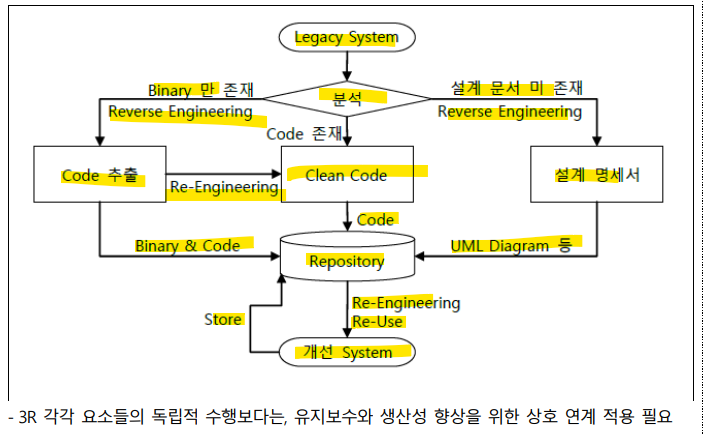 Legacy System
Binary 만 존재
설계 문서 미 존재
분석
Reverse Engineering
Reverse Engineering
Code 존재
Code 추출
Clean Code
설계 명세서
Re-Engineering
Code
Binary & Code
UML Diagram 등
Repository
Re-Engineering
Store
Re-Use
개선 System
- 3R 각각 요소들의 독립적 수행보다는, 유지보수와 생산성 향상을 위한 상호 연계 적용 필요